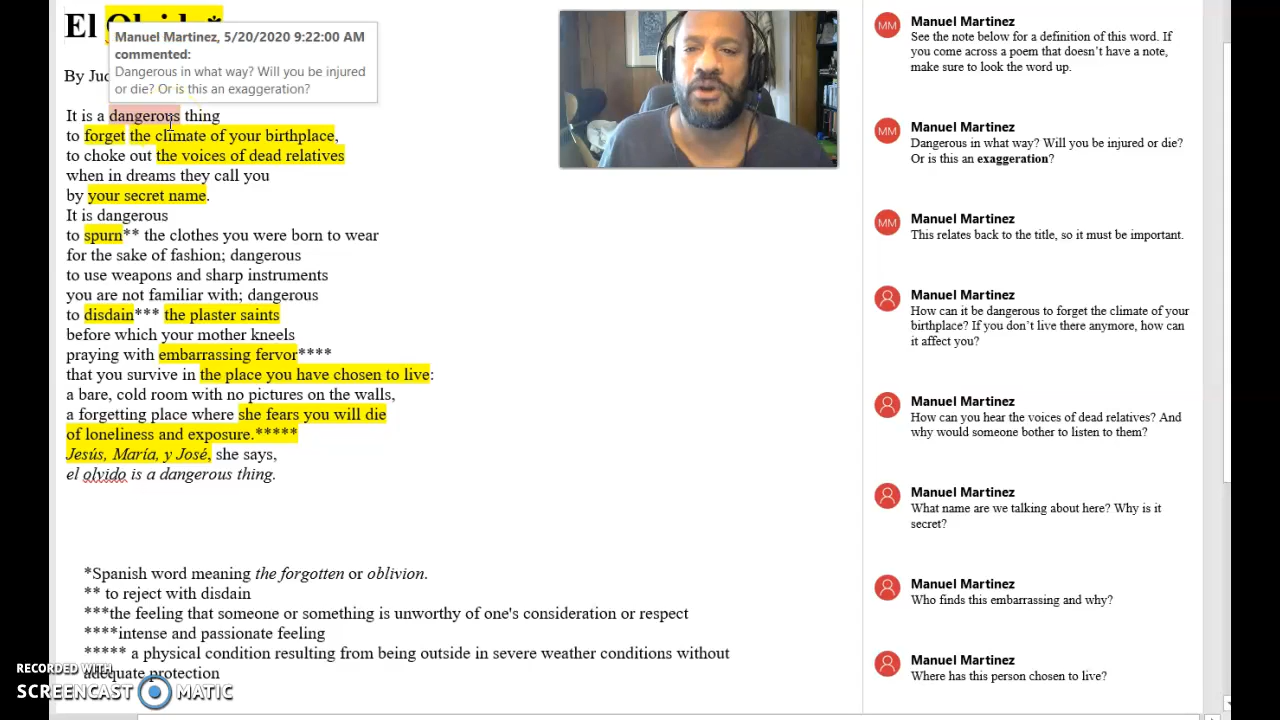 El Olvido*
Manuel Martinez, 5/20/2020 9:22:00 AM
commented:
Dangerous in what way? Will you be injured
or die? Or is this an exaggeration?
By Jud
It is a dangerous thing
to forget the climate of your birthplace,
to choke out the voices of dead relatives
when in dreams they call you
by your secret name.
It is dangerous
to spurn** the clothes you were born to wear
for the sake of fashion; dangerous
to use weapons and sharp instruments
you are not familiar with; dangerous
to disdain*** the plaster saints
before which your mother kneels
praying with embarrassing fervor****
that you survive in the place you have chosen to live:
a bare, cold room with no pictures on the walls,
a forgetting place where she fears you will die
of loneliness and exposure.*****
Jesús, María, y José, she says,
el olvido is a dangerous thing.
*Spanish word meaning the forgotten or oblivion.
** to reject with disdain
***the feeling that someone or something is unworthy of one's consideration or respect
****intense and passionate feeling
***** a physical condition resulting from being outside in severe weather conditions without
adequate protection
RECORDED WITH
SCREENCAST MATIC
MM
Manuel Martinez
See the note below for a definition of this word. If
you come across a poem that doesn't have a note,
make sure to look the word up.
MM
Manuel Martinez
Dangerous in what way? Will you be injured or die?
Or is this an exaggeration?
MM
Manuel Martinez
This relates back to the title, so it must be important.
Manuel Martinez
How can it be dangerous to forget the climate of your
birthplace? If you don't live there anymore, how can
it affect you?
Manuel Martinez
How can you hear the voices of dead relatives? And
why would someone bother to listen to them?
Manuel Martinez
What name are we talking about here? Why is it
secret?
Manuel Martinez
Who finds this embarrassing and why?
Manuel Martinez
Where has this person chosen to live?